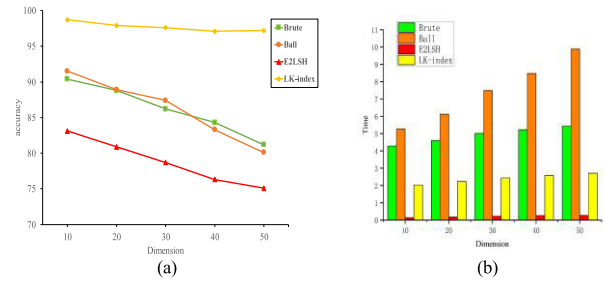 100
95
90
85
80
75
70
accuracy
10 20 30 40 50
Dimension
Brute
Ball
E2LSH
LK-index
(a)
11
10
9
8
7
6
5
4
3
2
1
0
Time
10 20 30 40 50
Dimension
Brute
Ball
E2LSH
LK-index
(b)